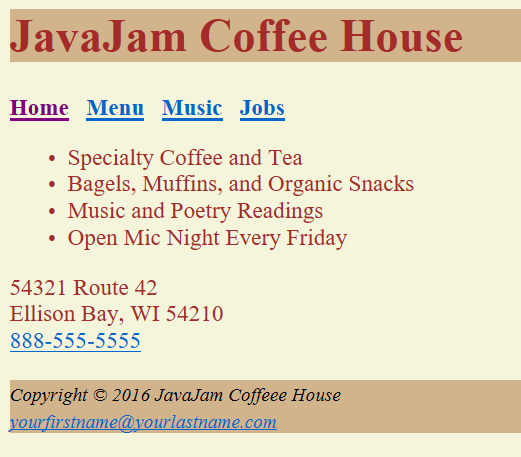 JavaJam Coffee House
Home Menu Music Jobs
• Specialty Coffee and Tea
• Bagels, Muffins, and Organic Snacks
• Music and Poetry Readings
• Open Mic Night Every Friday
54321 Route 42
Ellison Bay, WI 54210
888-555-5555
Copyright © 2016 JavaJam Coffeee House
yourfirstname@yourlastname.com